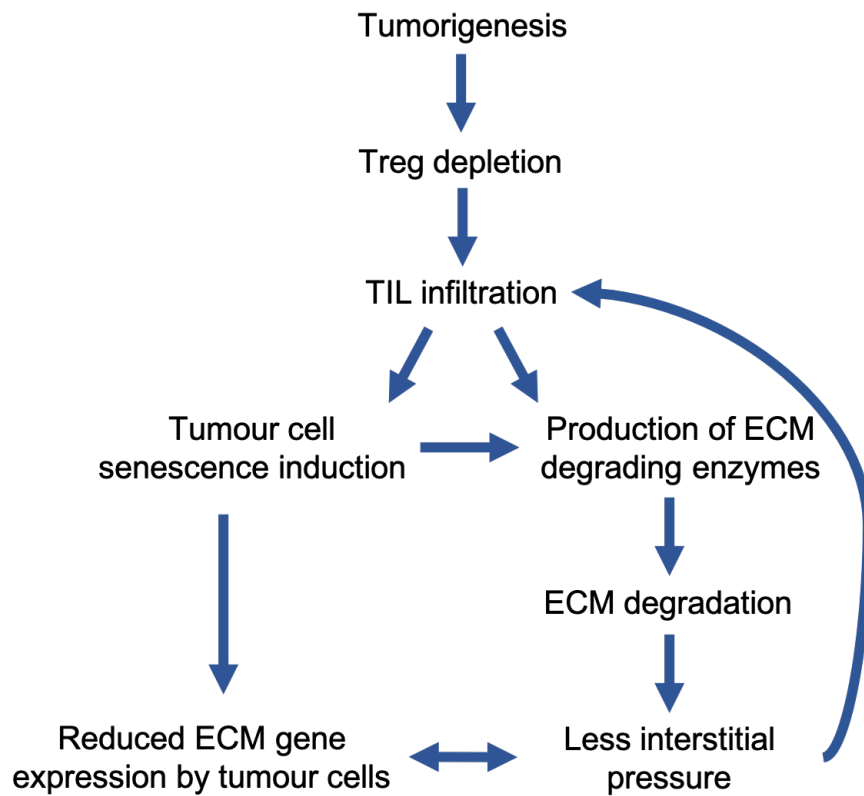 Tumorigenesis
Treg depletion
TIL infiltration
Tumour cell
senescence induction
Production of ECM
degrading enzymes
ECM degradation
Reduced ECM gene
expression by tumour cells
Less interstitial
pressure